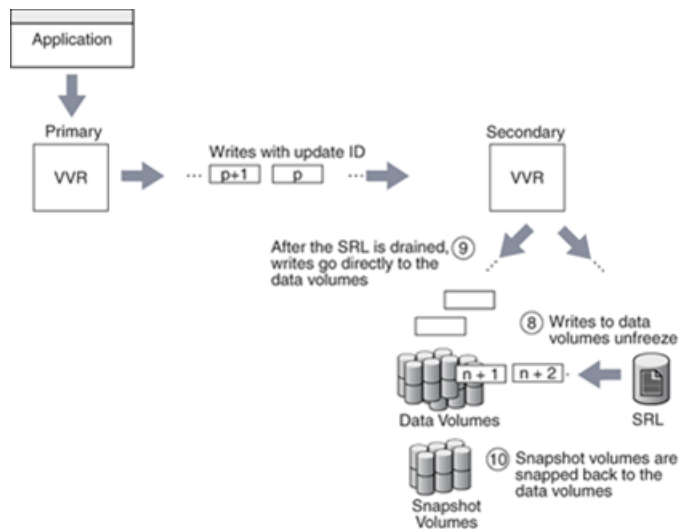 Application
Primary
VVR
Writes with update ID
... p+1 p ...
Secondary
VVR
After the SRL is drained, ⑨
writes go directly to the
data volumes
⑧ Writes to data
volumes unfreeze
n + 1 n + 2
Data Volumes
SRL
⑩ Snapshot volumes are
snapped back to the
data volumes
Snapshot
Volumes